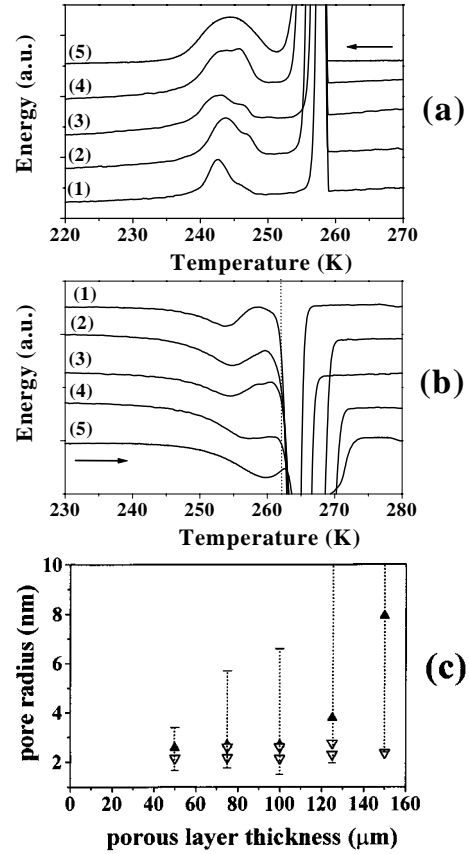 Energy (a.u.)
(5)
(4)
(3)
(2)
(1)
220 230 240 250 260 270
Temperature (K)
(a)
Energy (a.u.)
(1)
(2)
(3)
(4)
(5)
230 240 250 260 270 280
Temperature (K)
(b)
pore radius (nm)
10
8
6
4
2
0 20 40 60 80 100 120 140 160
porous layer thickness (μm)
(c)